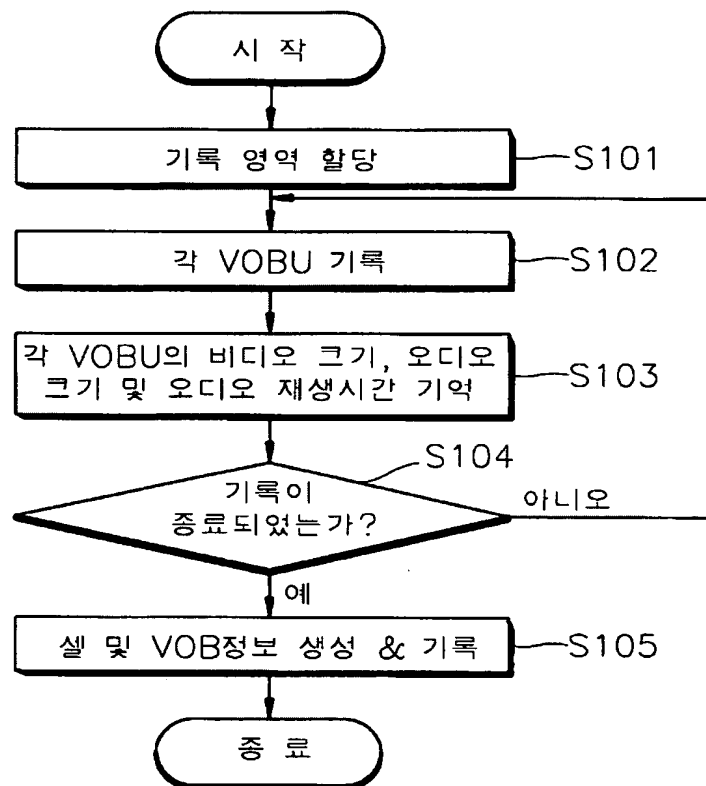 시 작
기록 영역 할당
S101
각 VOBU 기록
S102
각 VOBU의 비디오 크기, 오디오
크기 및 오디오 재생시간 기억
S103
S104
기록이
종료되었는가?
아니오
예
셀 및 VOB정보 생성 & 기록
S105
종 료